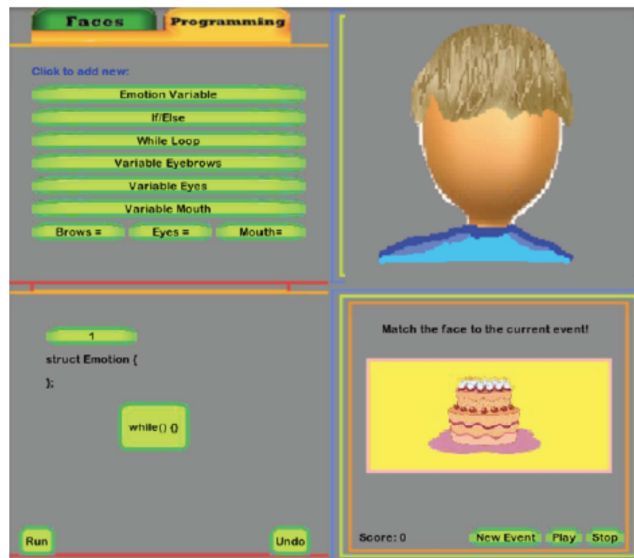 Faces Programming
Click to add new:
Emotion Variable
If/Else
While Loop
Variable Eyebrows
Variable Eyes
Variable Mouth
Brows = Eyes = Mouth=
1
struct Emotion {
};
while() {}
Run Undo
Match the face to the current event!
Score: 0 New Event Play Stop